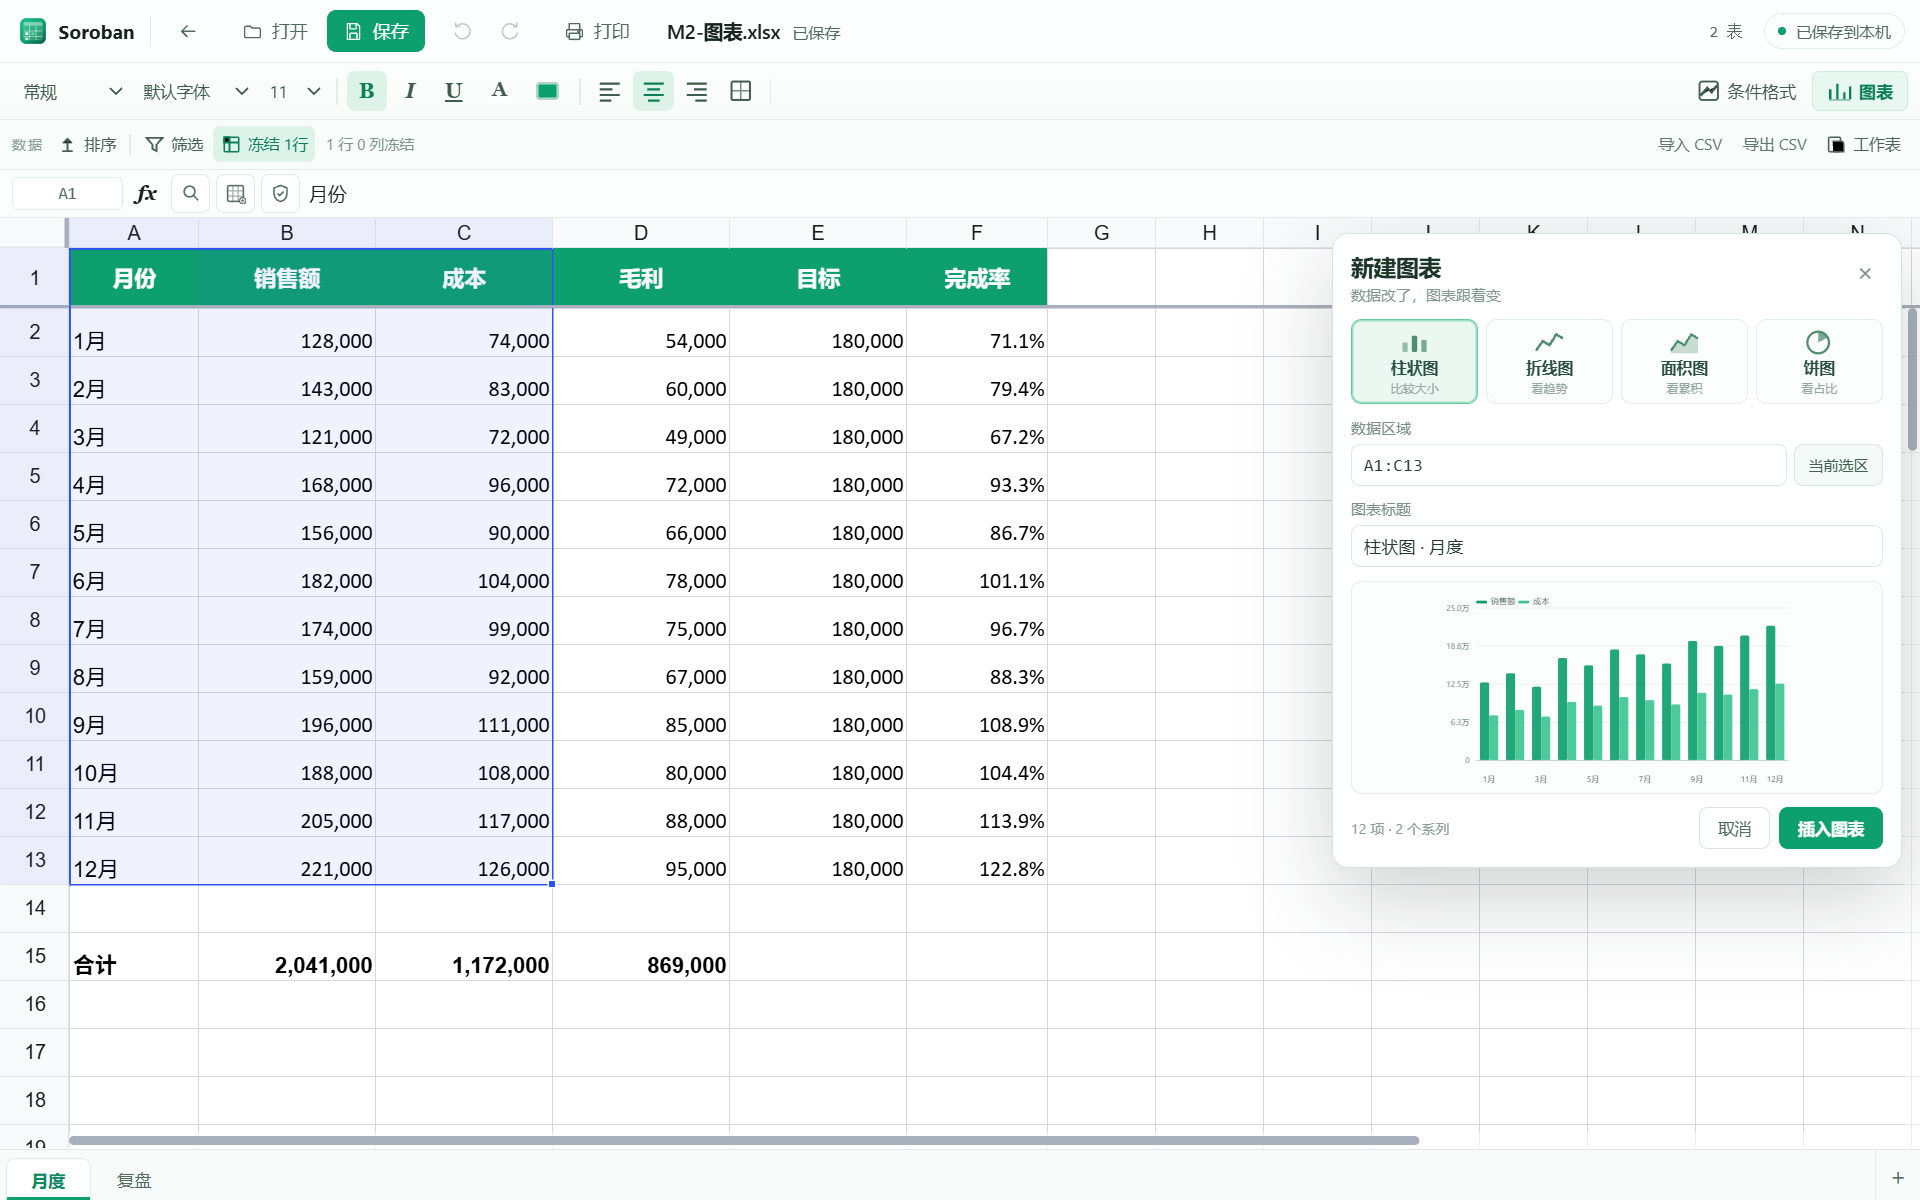 Soroban
打开
保存
打印
M2-图表.xlsx 已保存
2 表
已保存到本机
常规
默认字体
11
B I U A
条件格式
图表
数据 排序 筛选 冻结 1行 1 行 0 列冻结
导入 CSV 导出 CSV 工作表
A1 fx 月份
A B C D E F G H I J K L M N
1 月份 销售额 成本 毛利 目标 完成率
2 1月 128,000 74,000 54,000 180,000 71.1%
3 2月 143,000 83,000 60,000 180,000 79.4%
4 3月 121,000 72,000 49,000 180,000 67.2%
5 4月 168,000 96,000 72,000 180,000 93.3%
6 5月 156,000 90,000 66,000 180,000 86.7%
7 6月 182,000 104,000 78,000 180,000 101.1%
8 7月 174,000 99,000 75,000 180,000 96.7%
9 8月 159,000 92,000 67,000 180,000 88.3%
10 9月 196,000 111,000 85,000 180,000 108.9%
11 10月 188,000 108,000 80,000 180,000 104.4%
12 11月 205,000 117,000 88,000 180,000 113.9%
13 12月 221,000 126,000 95,000 180,000 122.8%
14
15 合计 2,041,000 1,172,000 869,000
16
17
18
19
新建图表
数据改了，图表跟着变
柱状图 折线图 面积图 饼图
比较大小 看趋势 看累积 看占比
数据区域
A1:C13 当前选区
图表标题
柱状图 · 月度
销售额 成本
25.0万
18.8万
12.5万
6.3万
0
1月 3月 5月 7月 9月 11月 12月
12 项 · 2 个系列
取消
插入图表
月度 复盘
+